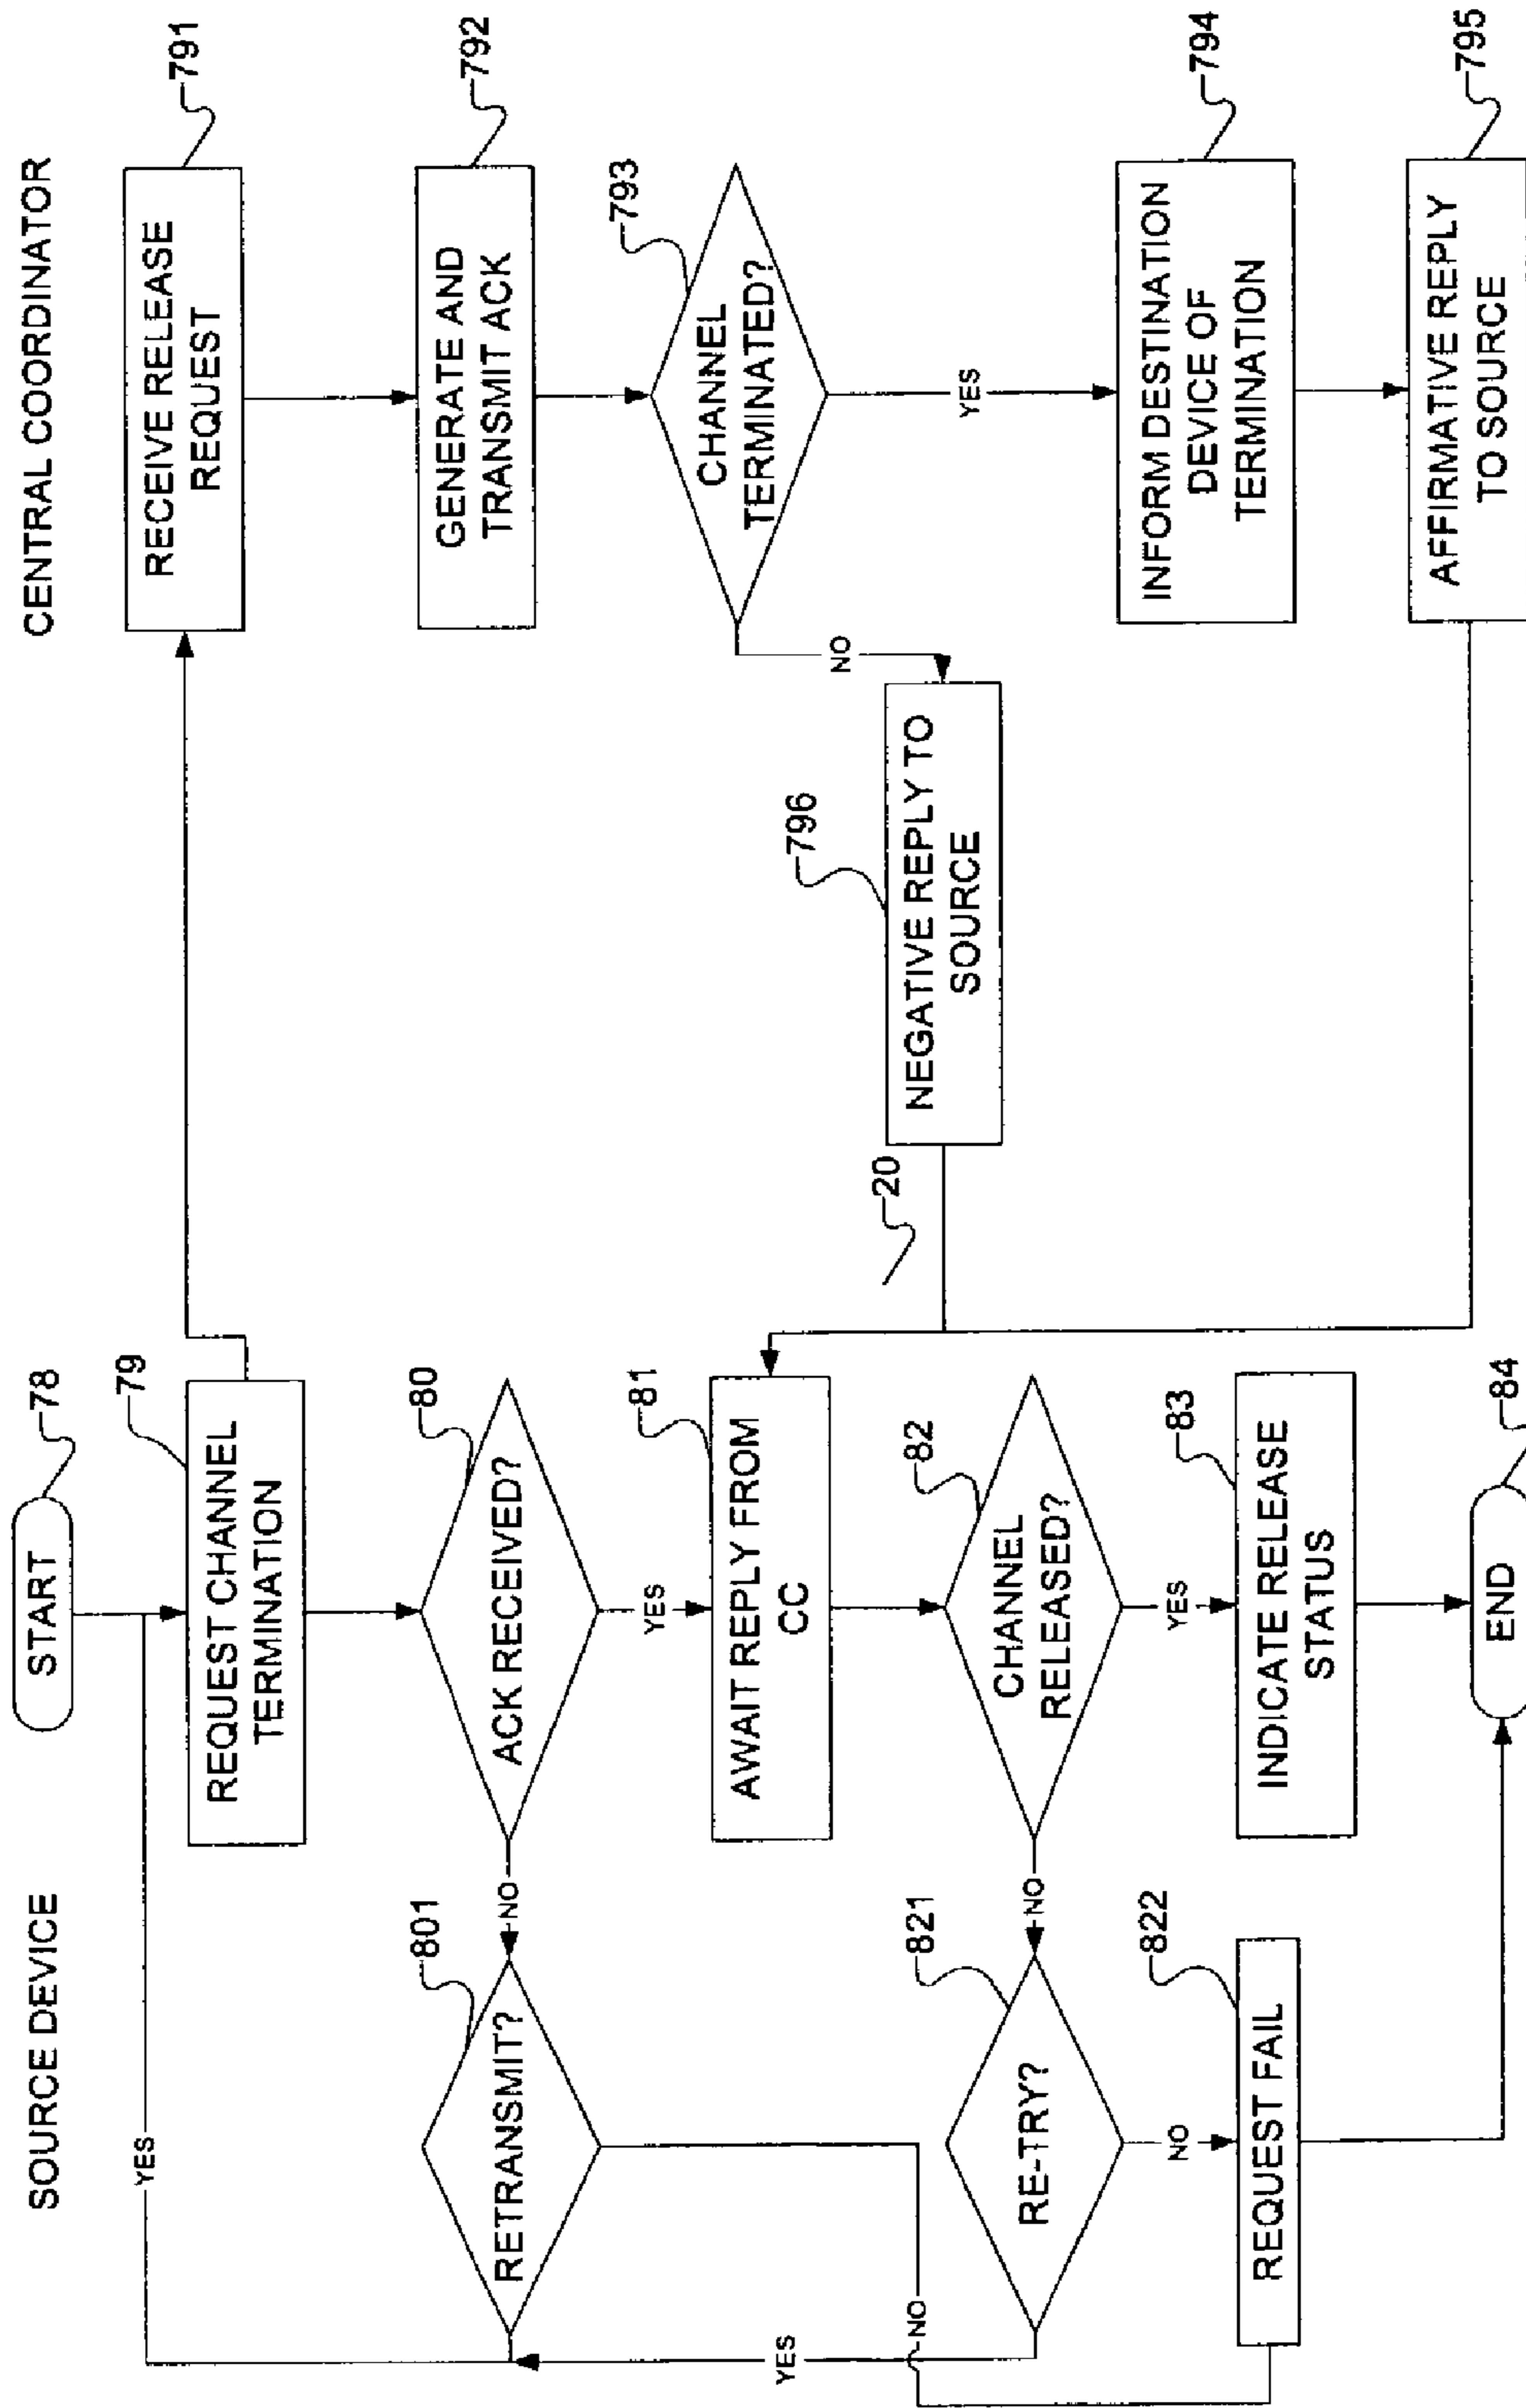 SOURCE DEVICE
START
78
REQUEST CHANNEL
TERMINATION
79
ACK RECEIVED?
80
NO
RETRANSMIT?
801
YES
NO
YES
AWAIT REPLY FROM
CC
81
CHANNEL
RELEASED?
82
NO
RE-TRY?
821
YES
NO
REQUEST FAIL
822
YES
INDICATE RELEASE
STATUS
83
END
84
CENTRAL COORDINATOR
RECEIVE RELEASE
REQUEST
791
GENERATE AND
TRANSMIT ACK
792
CHANNEL
TERMINATED?
793
NO
NEGATIVE REPLY TO
SOURCE
796
20
YES
INFORM DESTINATION
DEVICE OF
TERMINATION
794
AFFIRMATIVE REPLY
TO SOURCE
795